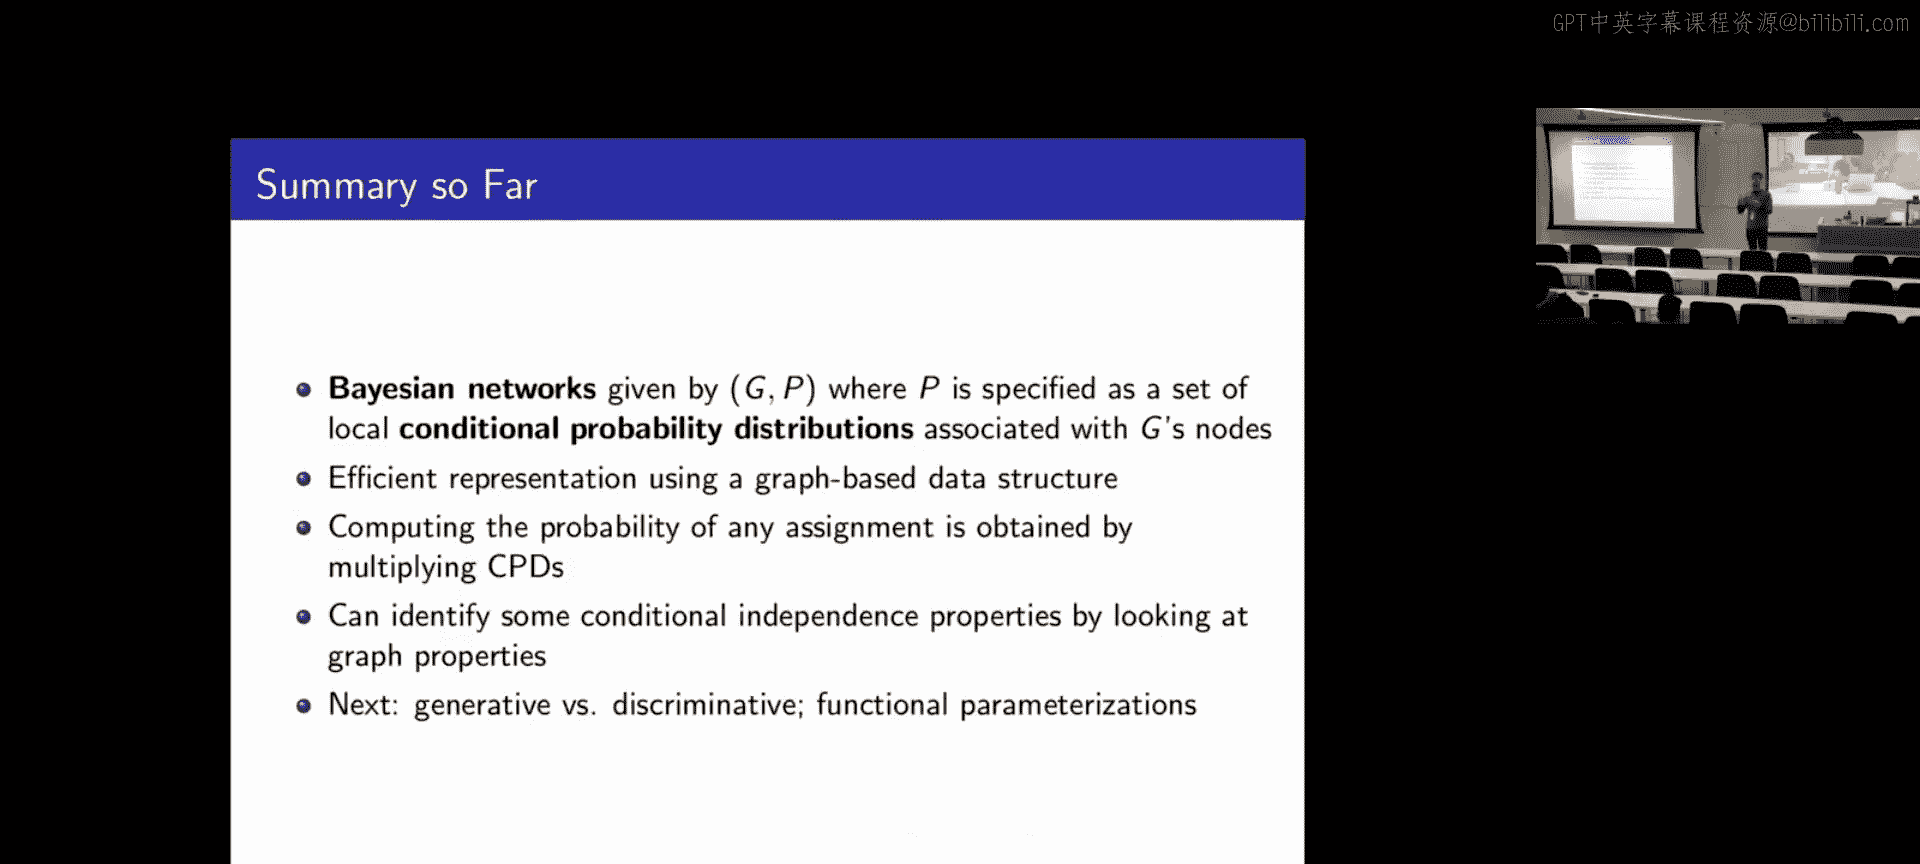 GPT中英字幕课程资源@bilibili.com
Summary so Far
Bayesian networks given by (G, P) where P is specified as a set of
local conditional probability distributions associated with G's nodes
Efficient representation using a graph-based data structure
Computing the probability of any assignment is obtained by
multiplying CPDs
Can identify some conditional independence properties by looking at
graph properties
Next: generative vs. discriminative; functional parameterizations